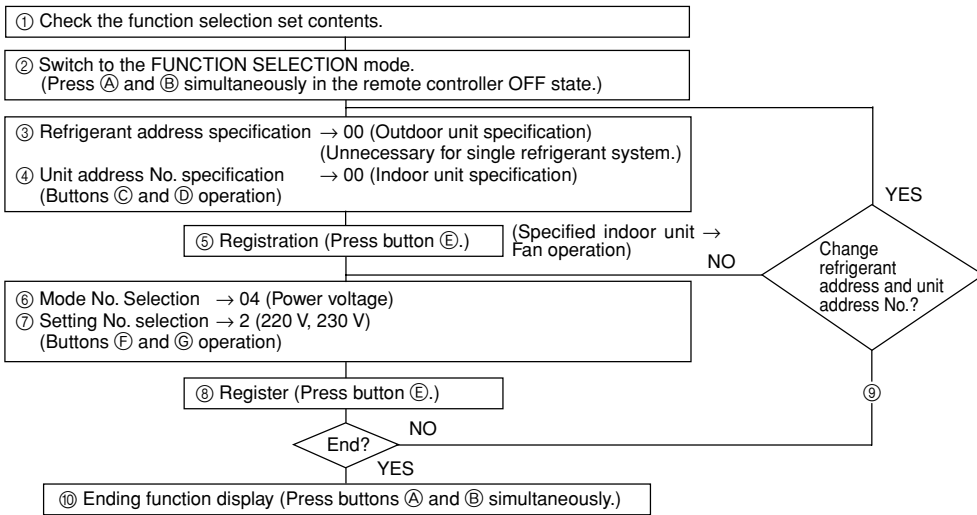 ① Check the function selection set contents.
② Switch to the FUNCTION SELECTION mode.
(Press Ⓐ and Ⓑ simultaneously in the remote controller OFF state.)
③ Refrigerant address specification → 00 (Outdoor unit specification)
(Unnecessary for single refrigerant system.)
④ Unit address No. specification → 00 (Indoor unit specification)
(Buttons Ⓒ and Ⓓ operation)
YES
⑤ Registration (Press button Ⓔ.)
(Specified indoor unit →
Fan operation)
NO
Change
refrigerant
address and unit
address No.?
⑥ Mode No. Selection → 04 (Power voltage)
⑦ Setting No. selection → 2 (220 V, 230 V)
(Buttons Ⓕ and Ⓖ operation)
⑧ Register (Press button Ⓔ.)
⑨
End?
NO
YES
⑩ Ending function display (Press buttons Ⓐ and Ⓑ simultaneously.)